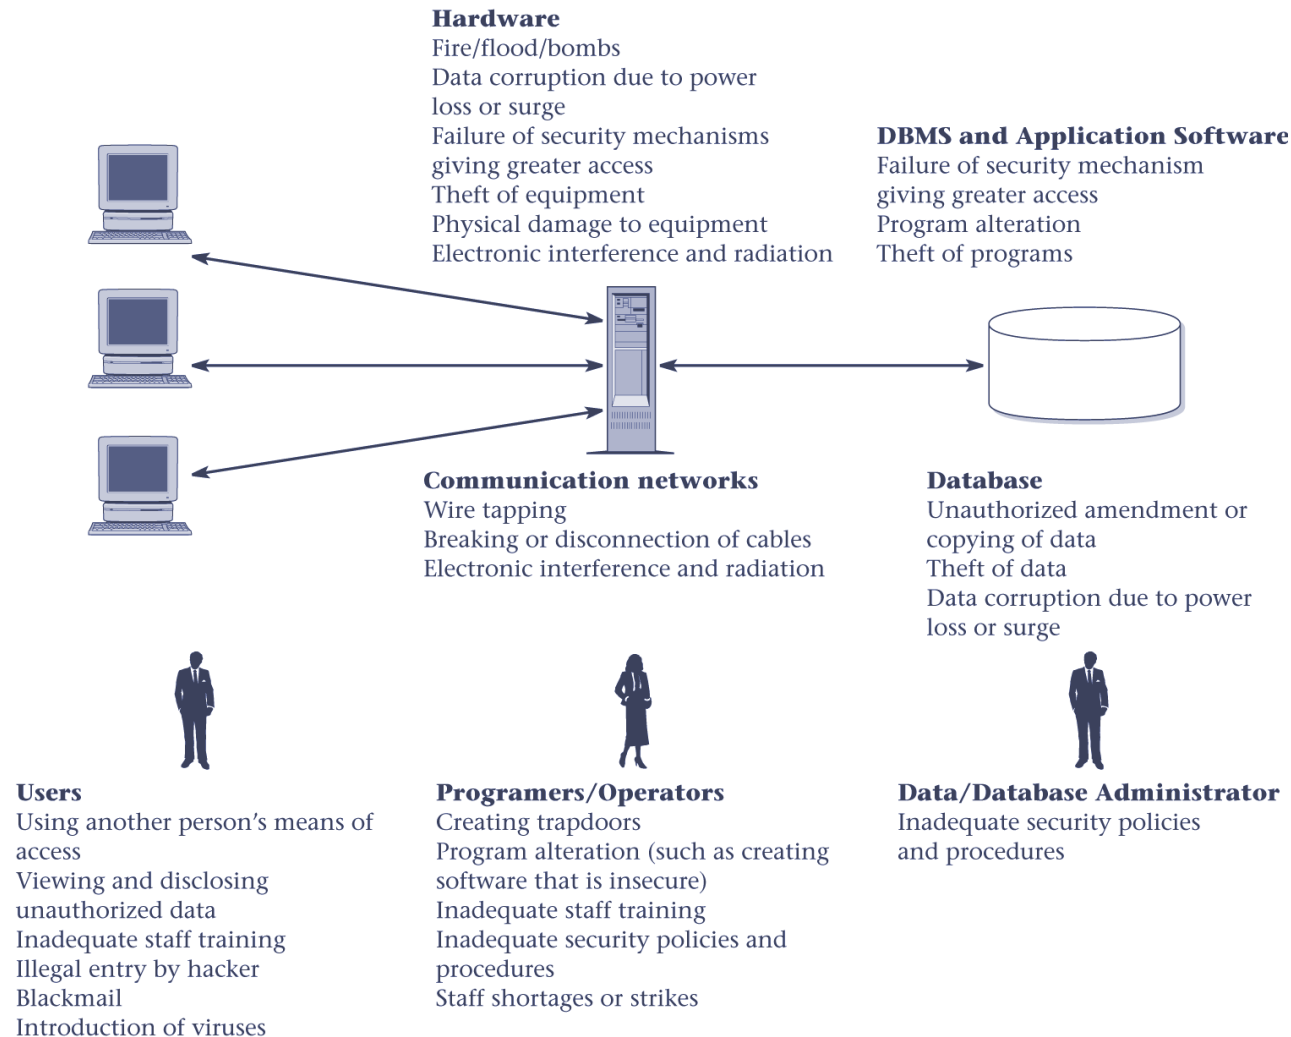 Hardware
Fire/flood/bombs
Data corruption due to power
loss or surge
Failure of security mechanisms
giving greater access
Theft of equipment
Physical damage to equipment
Electronic interference and radiation
DBMS and Application Software
Failure of security mechanism
giving greater access
Program alteration
Theft of programs
Communication networks
Wire tapping
Breaking or disconnection of cables
Electronic interference and radiation
Database
Unauthorized amendment or
copying of data
Theft of data
Data corruption due to power
loss or surge
Users
Using another person’s means of
access
Viewing and disclosing
unauthorized data
Inadequate staff training
Illegal entry by hacker
Blackmail
Introduction of viruses
Programers/Operators
Creating trapdoors
Program alteration (such as creating
software that is insecure)
Inadequate staff training
Inadequate security policies and
procedures
Staff shortages or strikes
Data/Database Administrator
Inadequate security policies
and procedures